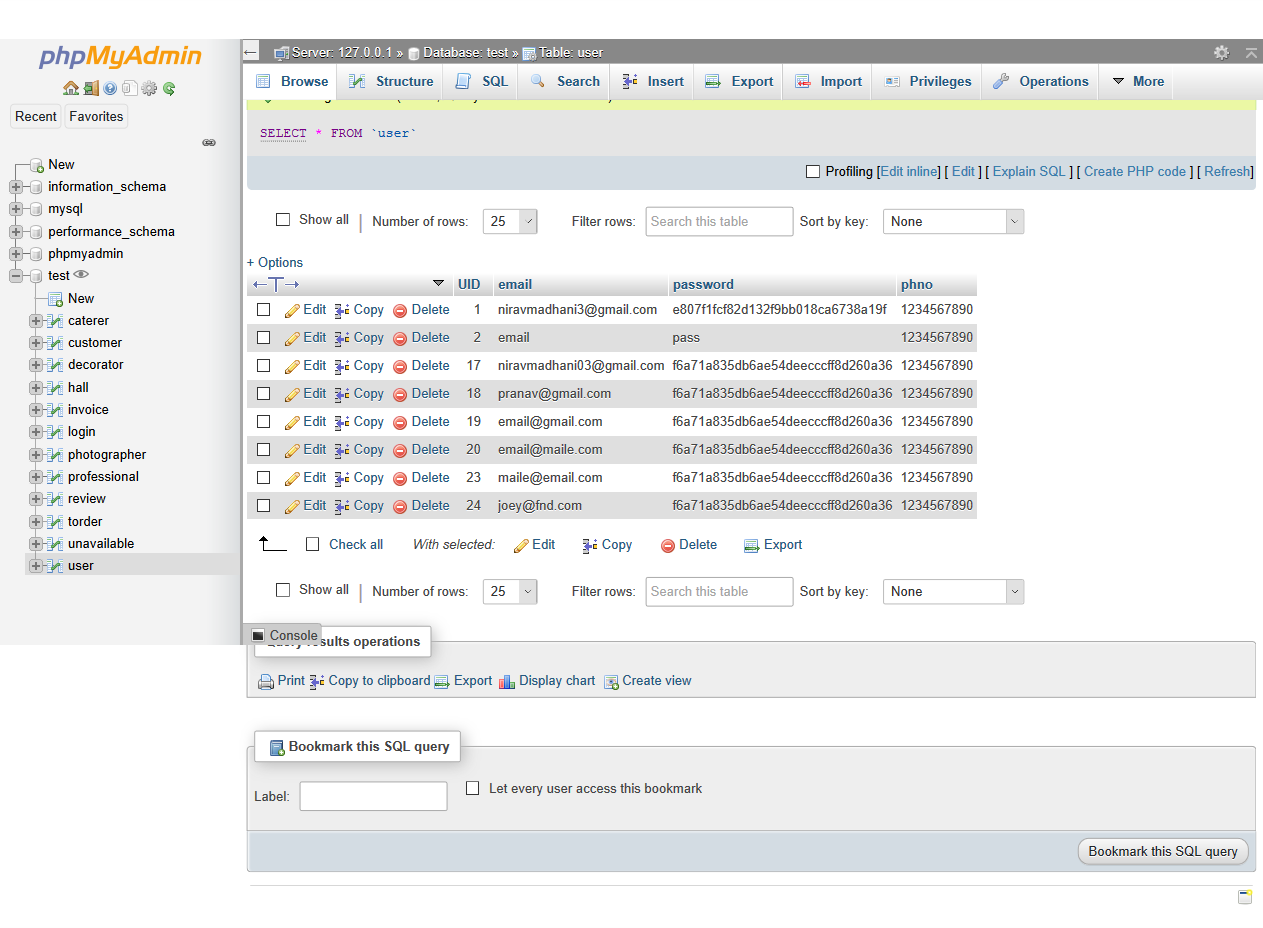 phpMyAdmin
Recent Favorites
New
information_schema
mysql
performance_schema
phpmyadmin
test
New
caterer
customer
decorator
hall
invoice
login
photographer
professional
review
torder
unavailable
user
Server: 127.0.0.1 » Database: test » Table: user
Browse Structure SQL Search Insert Export Import Privileges Operations More
SELECT * FROM `user`
Profiling [Edit inline] [ Edit ] [ Explain SQL ] [ Create PHP code ] [ Refresh]
Show all | Number of rows: 25 Filter rows: Search this table Sort by key: None
+ Options
←T→ UID email password phno
Edit Copy Delete 1 niravmadhani3@gmail.com e807f1fcf82d132f9bb018ca6738a19f 1234567890
Edit Copy Delete 2 email pass 1234567890
Edit Copy Delete 17 niravmadhani03@gmail.com f6a71a835db6ae54deecccff8d260a36 1234567890
Edit Copy Delete 18 pranav@gmail.com f6a71a835db6ae54deecccff8d260a36 1234567890
Edit Copy Delete 19 email@gmail.com f6a71a835db6ae54deecccff8d260a36 1234567890
Edit Copy Delete 20 email@maile.com f6a71a835db6ae54deecccff8d260a36 1234567890
Edit Copy Delete 23 maile@email.com f6a71a835db6ae54deecccff8d260a36 1234567890
Edit Copy Delete 24 joey@fnd.com f6a71a835db6ae54deecccff8d260a36 1234567890
Check all With selected: Edit Copy Delete Export
Show all | Number of rows: 25 Filter rows: Search this table Sort by key: None
Console
Query results operations
Print Copy to clipboard Export Display chart Create view
Bookmark this SQL query
Label: Let every user access this bookmark
Bookmark this SQL query